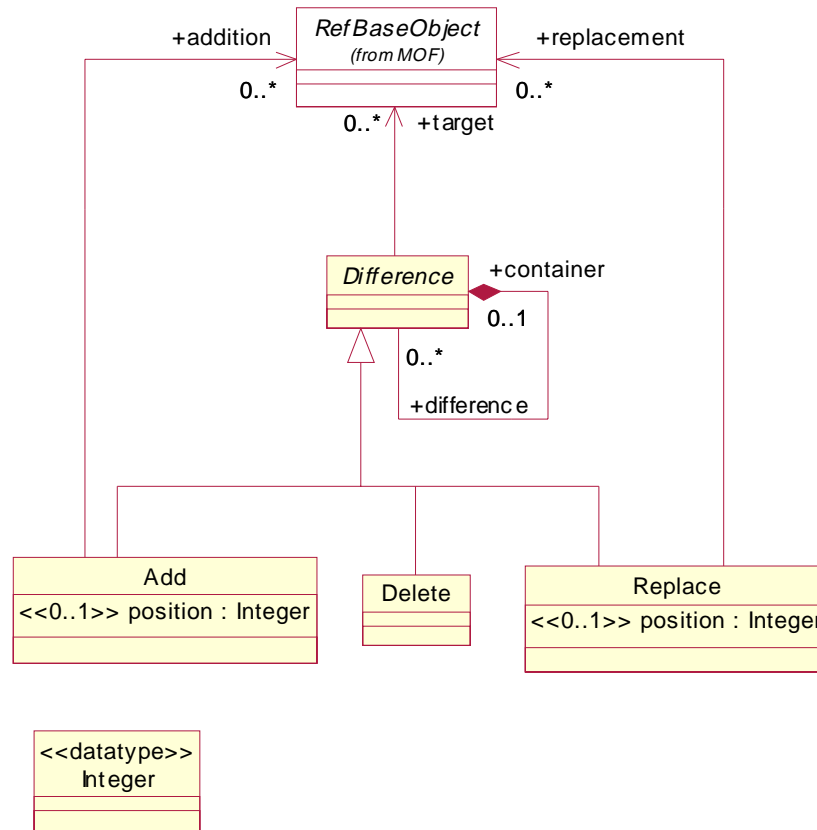 +addition
RefBaseObject
(from MOF)
+replacement
0..*
0..*
0..*
+target
Difference
+container
0..1
0..*
+difference
Add
<<0..1>> position : Integer
Delete
Replace
<<0..1>> position : Integer
<<datatype>>
Integer